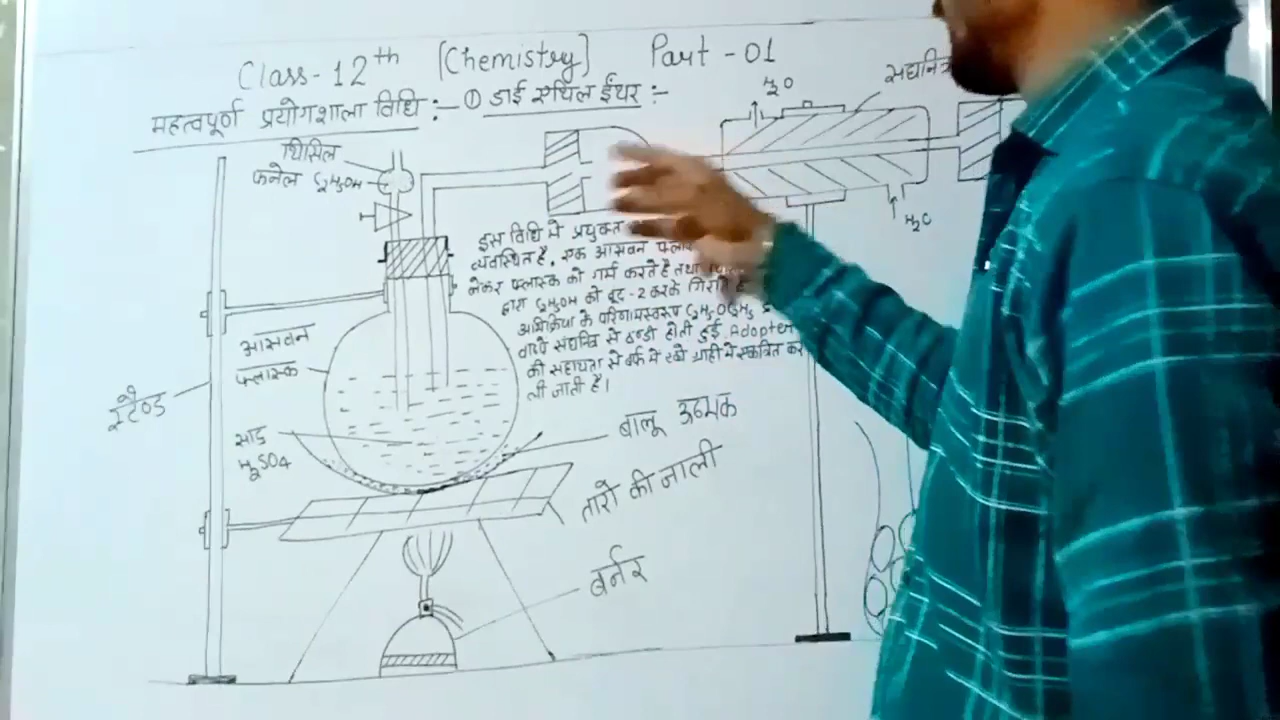 Class-12th (Chemistry) Part-01
महत्वपूर्ण प्रयोगशाला विधि :- ① डाई एथिल ईथर :-
H₂O
थिसिल
फनेल C₂H₅OH
इस विधि में प्रयुक्त
व्यवस्थित है, एक आसवन
लेकर फ्लास्क को गर्म करते है तथा
द्वारा C₂H₅OH को बूद-2 करके गिराते है
अभिक्रिया के परिणामस्वरूप C₂H₅OC₂H₅
वाष्प संघनित्र से ठण्डी होती हुई Adopter
की सहायता से बर्फ में रखे ग्राही में एकत्रित कर
ली जाती है।
आसवन
फ्लास्क
स्टैण्ड
सांद्र
H₂SO₄
बालू ऊष्मक
तारो की जाली
बर्नर